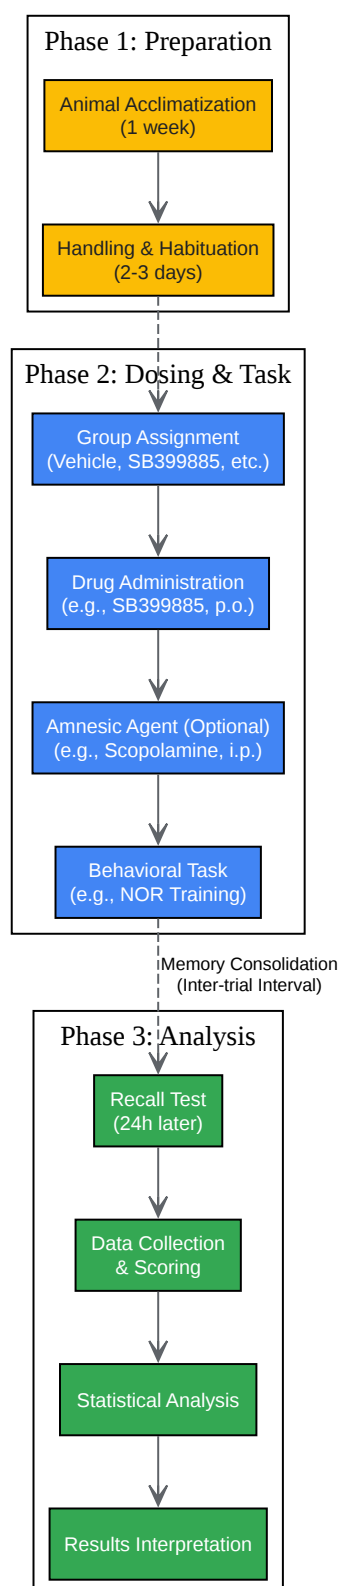 Phase 1: Preparation
Animal Acclimatization
(1 week)
Handling & Habituation
(2-3 days)
Phase 2: Dosing & Task
Group Assignment
(Vehicle, SB399885, etc.)
Drug Administration
(e.g., SB399885, p.o.)
Amnesic Agent (Optional)
(e.g., Scopolamine, i.p.)
Behavioral Task
(e.g., NOR Training)
Memory Consolidation
(Inter-trial Interval)
Phase 3: Analysis
Recall Test
(24h later)
Data Collection
& Scoring
Statistical Analysis
Results Interpretation